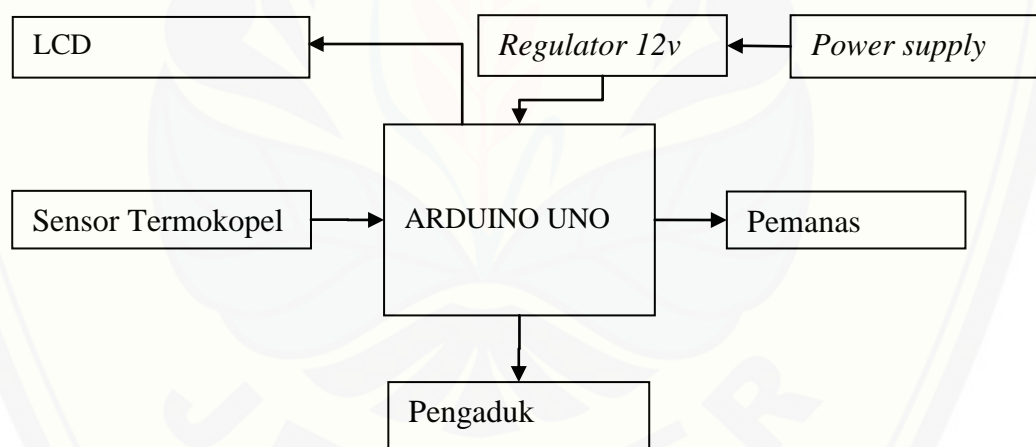 LCD
Regulator 12v
Power supply
Sensor Termokopel
ARDUINO UNO
Pemanas
Pengaduk